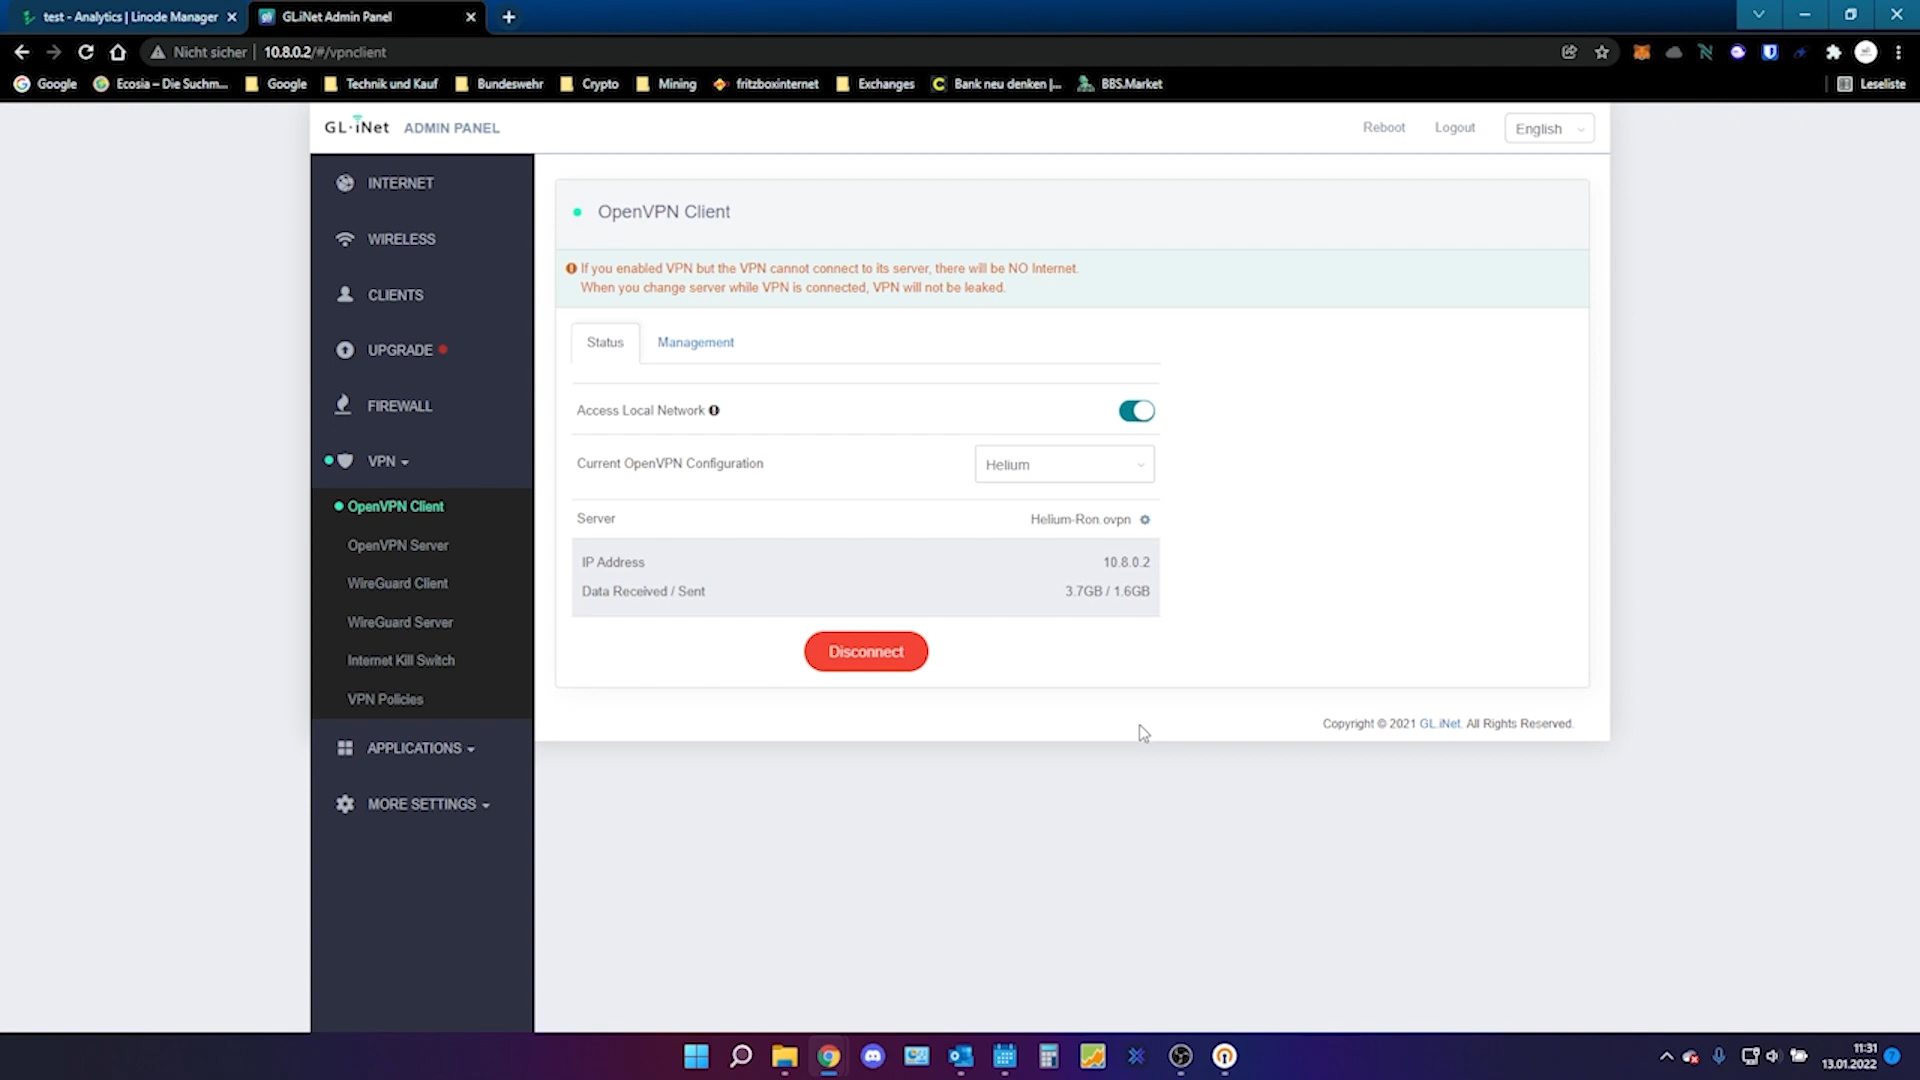 test - Analytics | Linode Manager
GLiNet Admin Panel
Nicht sicher
10.8.0.2/#/vpnclient
Google
Ecosia – Die Suchm...
Google
Technik und Kauf
Bundeswehr
Crypto
Mining
fritzboxinternet
Exchanges
Bank neu denken |...
BBS.Market
Leseliste
GL·iNet ADMIN PANEL
Reboot
Logout
English
INTERNET
WIRELESS
CLIENTS
UPGRADE
FIREWALL
VPN
OpenVPN Client
OpenVPN Server
WireGuard Client
WireGuard Server
Internet Kill Switch
VPN Policies
APPLICATIONS
MORE SETTINGS
OpenVPN Client
If you enabled VPN but the VPN cannot connect to its server, there will be NO Internet.
When you change server while VPN is connected, VPN will not be leaked.
Status
Management
Access Local Network
Current OpenVPN Configuration
Helium
Server
Helium-Ron.ovpn
IP Address
10.8.0.2
Data Received / Sent
3.7GB / 1.6GB
Disconnect
Copyright © 2021 GL.iNet. All Rights Reserved.
11:31
13.01.2022
7